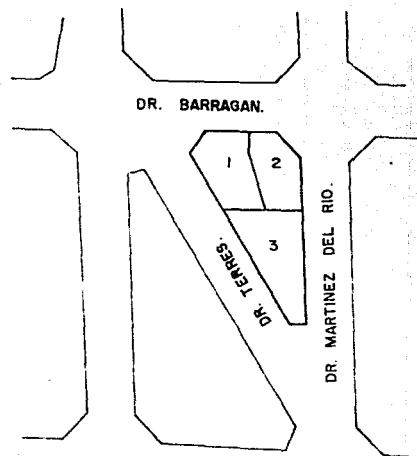 DR. BARRAGAN.
1
2
3
DR. TERRES.
DR. MARTINEZ DEL RIO.